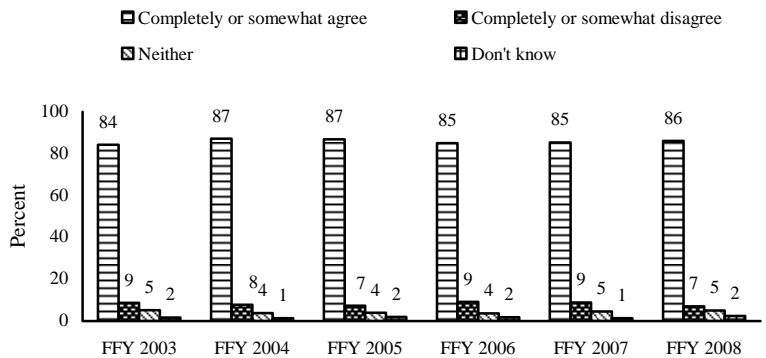 Completely or somewhat agree
Completely or somewhat disagree
Neither
Don't know
Percent
100
80
60
40
20
0
84
9
5
2
87
8
4
1
87
7
4
2
85
9
4
2
85
9
5
1
86
7
5
2
FFY 2003
FFY 2004
FFY 2005
FFY 2006
FFY 2007
FFY 2008